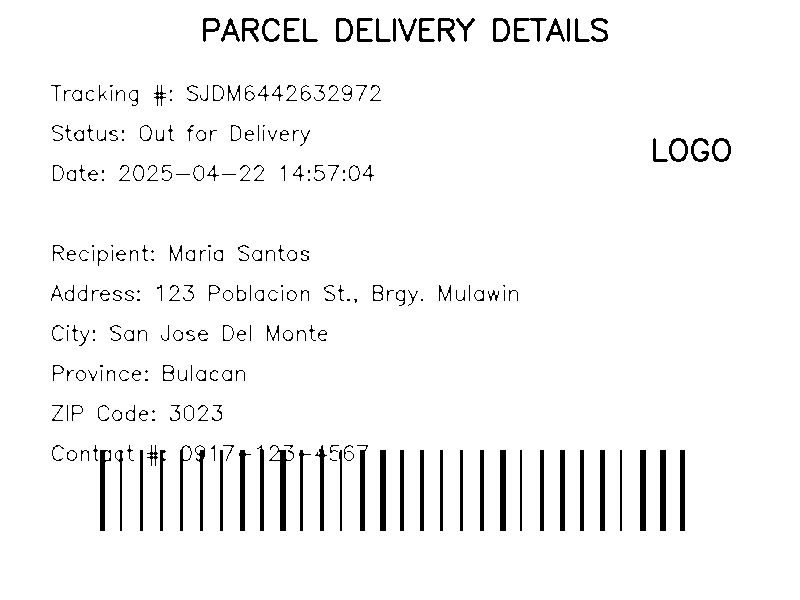 PARCEL DELIVERY DETAILS
Tracking #: SJDM6442632972
Status: Out for Delivery
LOGO
Date: 2025-04-22 14:57:04
Recipient: Maria Santos
Address: 123 Poblacion St., Brgy. Mulawin
City: San Jose Del Monte
Province: Bulacan
ZIP Code: 3023
Contact #: 0917-123-4567